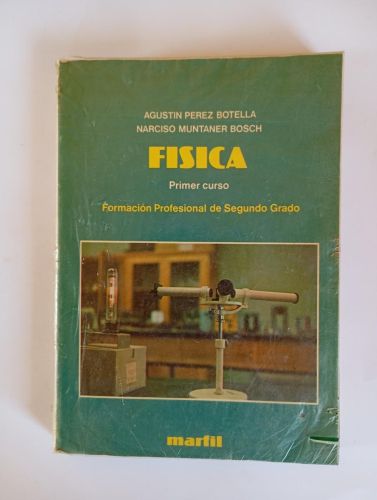 AGUSTIN PEREZ BOTELLA
NARCISO MUNTANER BOSCH
FISICA
Primer curso
Formación Profesional de Segundo Grado
marfil